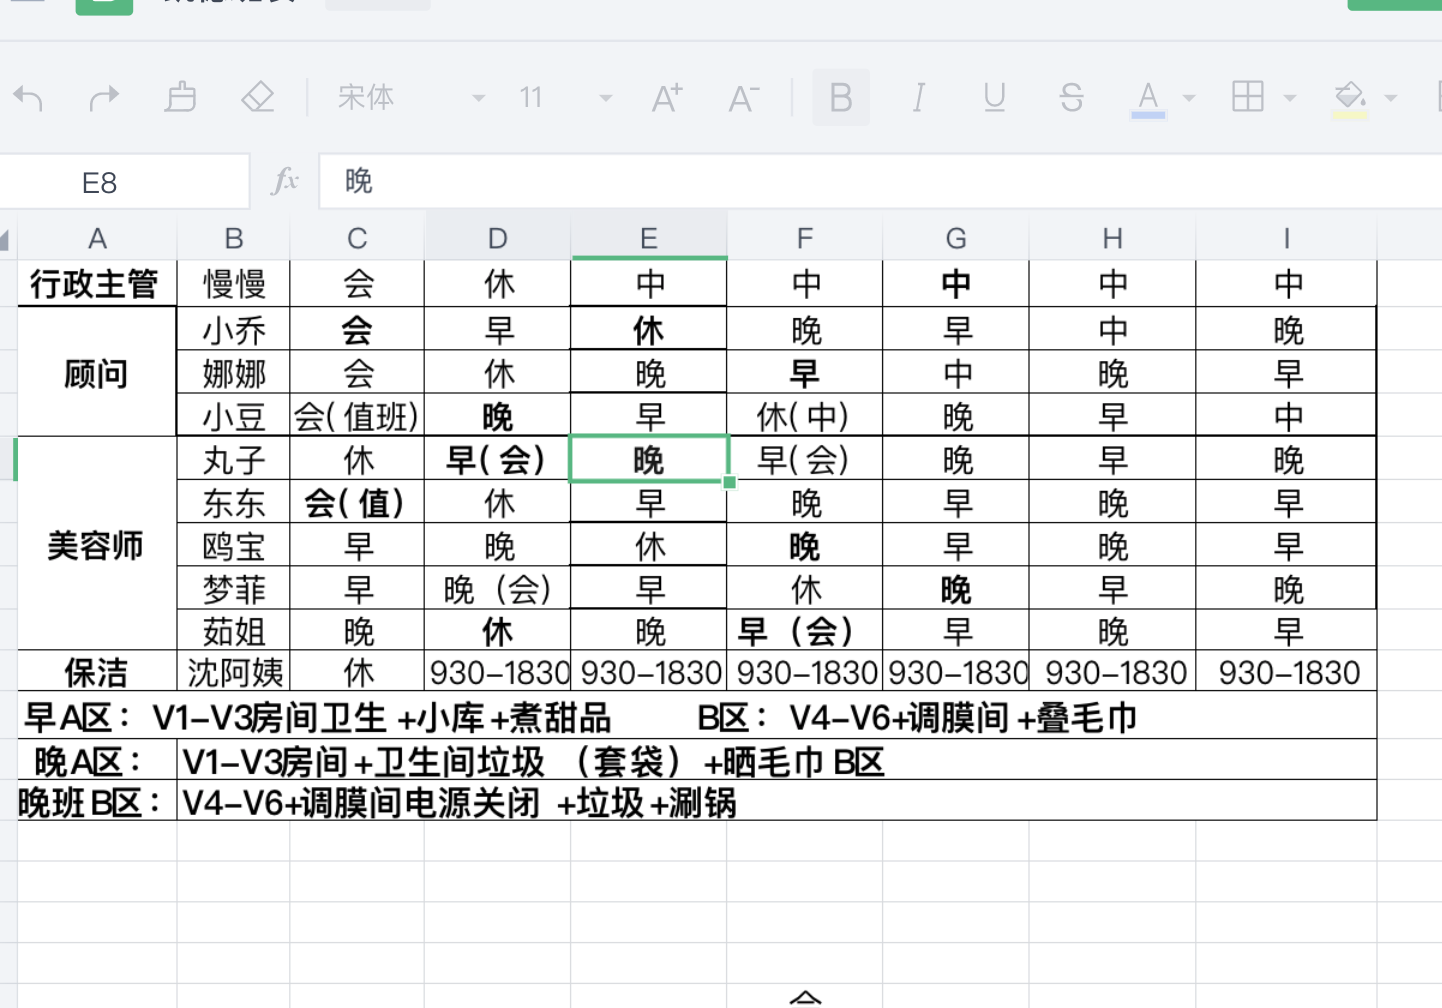 宋体 11 A+ A- B I U S A
E8 fx 晚
A B C D E F G H I
行政主管 慢慢 会 休 中 中 中 中 中
顾问 小乔 会 早 休 晚 早 中 晚
娜娜 会 休 晚 早 中 晚 早
小豆 会(值班) 晚 早 休(中) 晚 早 中
美容师 丸子 休 早(会) 晚 早(会) 晚 早 晚
东东 会(值) 休 早 晚 早 晚 早
鸥宝 早 晚 休 晚 早 晚 早
梦菲 早 晚（会） 早 休 晚 早 晚
茹姐 晚 休 晚 早（会） 早 晚 早
保洁 沈阿姨 休 930-1830 930-1830 930-1830 930-1830 930-1830 930-1830
早A区：V1-V3房间卫生+小库+煮甜品 B区：V4-V6+调膜间+叠毛巾
晚A区： V1-V3房间+卫生间垃圾（套袋）+晒毛巾 B区
晚班B区： V4-V6+调膜间电源关闭 +垃圾+涮锅